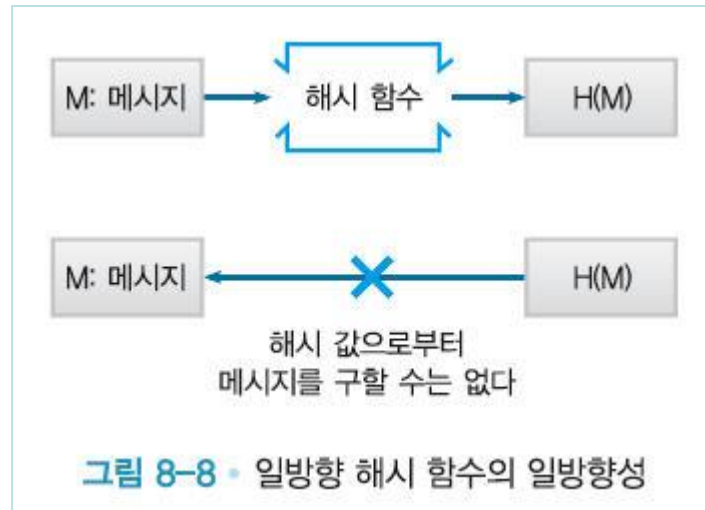 M: 메시지
해시 함수
H(M)
M: 메시지
H(M)
해시 값으로부터
메시지를 구할 수는 없다
그림 8-8 • 일방향 해시 함수의 일방향성